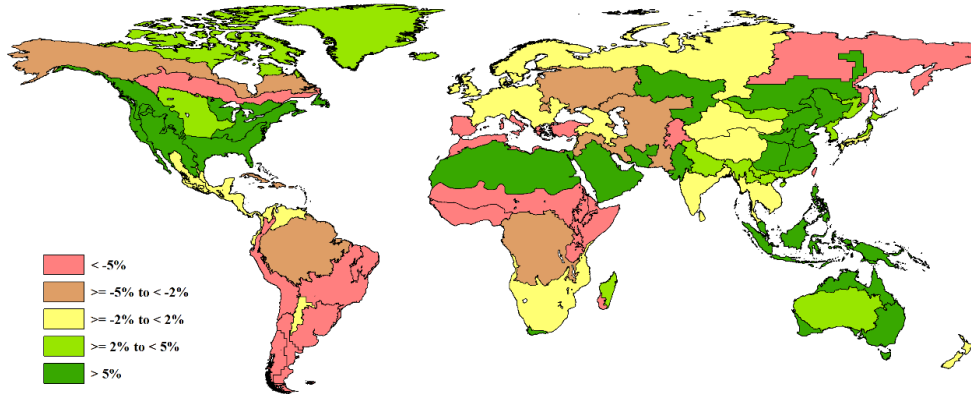 < -5%
>= -5% to < -2%
>= -2% to < 2%
>= 2% to < 5%
> 5%